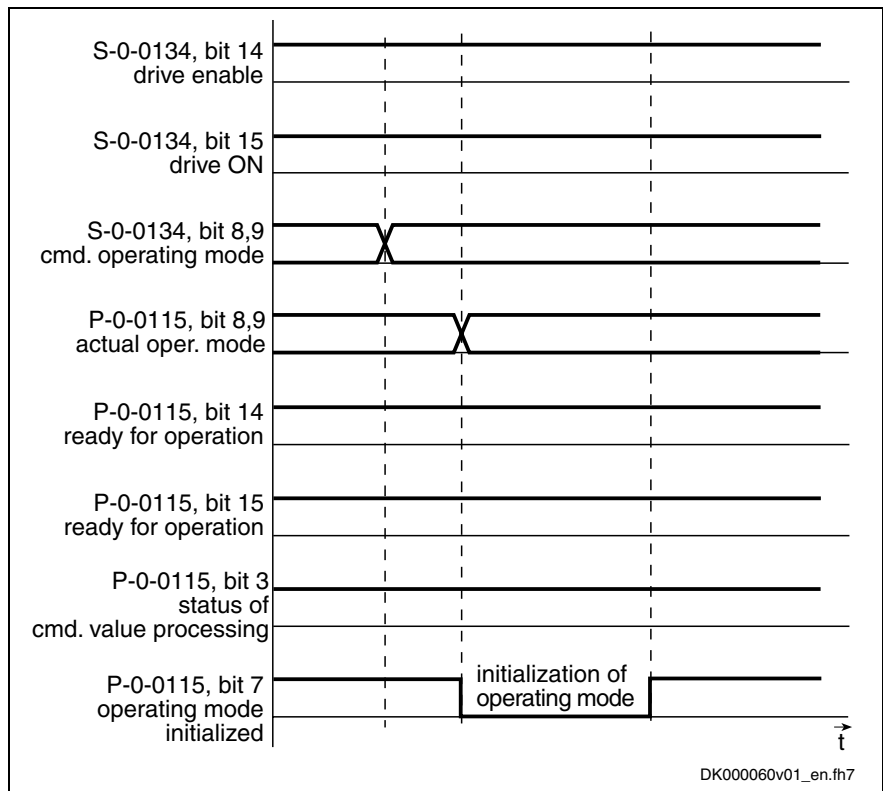 S-0-0134, bit 14
drive enable
S-0-0134, bit 15
drive ON
S-0-0134, bit 8,9
cmd. operating mode
P-0-0115, bit 8,9
actual oper. mode
P-0-0115, bit 14
ready for operation
P-0-0115, bit 15
ready for operation
P-0-0115, bit 3
status of
cmd. value processing
P-0-0115, bit 7
operating mode
initialized
initialization of
operating mode
t
DK000060v01_en.fh7